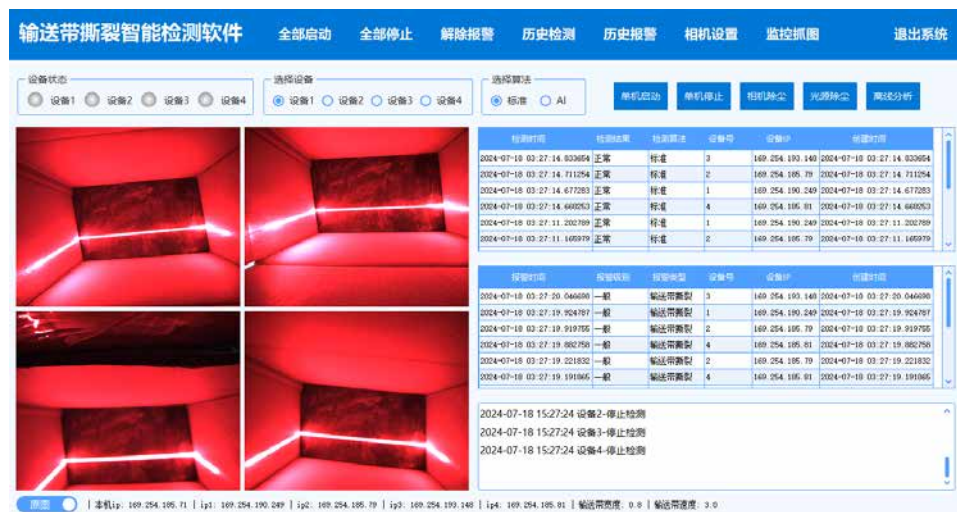 输送带撕裂智能检测软件 全部启动 全部停止 解除报警 历史检测 历史报警 相机设置 监控抓图 退出系统
设备状态 选择设备 选择算法
设备1 设备2 设备3 设备4 设备1 设备2 设备3 设备4 标准 AI 单机启动 单机停止 相机除尘 光源除尘 离线分析
检测时间 检测结果 检测算法 设备号 设备IP 创建时间
2024-07-18 03:27:14.833654 正常 标准 3 169.254.193.148 2024-07-18 03:27:14.833654
2024-07-18 03:27:14.711254 正常 标准 2 169.254.185.79 2024-07-18 03:27:14.711254
2024-07-18 03:27:14.677283 正常 标准 1 169.254.190.249 2024-07-18 03:27:14.677283
2024-07-18 03:27:14.660253 正常 标准 4 169.254.185.81 2024-07-18 03:27:14.660253
2024-07-18 03:27:11.202789 正常 标准 1 169.254.190.249 2024-07-18 03:27:11.202789
2024-07-18 03:27:11.165979 正常 标准 2 169.254.185.79 2024-07-18 03:27:11.165979
报警时间 报警级别 报警类型 设备号 设备IP 创建时间
2024-07-18 03:27:20.046690 一般 输送带撕裂 3 169.254.193.148 2024-07-18 03:27:20.046690
2024-07-18 03:27:19.924787 一般 输送带撕裂 1 169.254.190.249 2024-07-18 03:27:19.924787
2024-07-18 03:27:19.919755 一般 输送带撕裂 2 169.254.185.79 2024-07-18 03:27:19.919755
2024-07-18 03:27:19.882758 一般 输送带撕裂 4 169.254.185.81 2024-07-18 03:27:19.882758
2024-07-18 03:27:19.221832 一般 输送带撕裂 2 169.254.185.79 2024-07-18 03:27:19.221832
2024-07-18 03:27:19.191865 一般 输送带撕裂 4 169.254.185.81 2024-07-18 03:27:19.191865
2024-07-18 15:27:24 设备2-停止检测
2024-07-18 15:27:24 设备3-停止检测
2024-07-18 15:27:24 设备4-停止检测
原图 | 本机ip: 169.254.185.71 | ip1: 169.254.190.249 | ip2: 169.254.185.79 | ip3: 169.254.193.148 | ip4: 169.254.185.81 | 输送带宽度: 0.8 | 输送带速度: 3.0